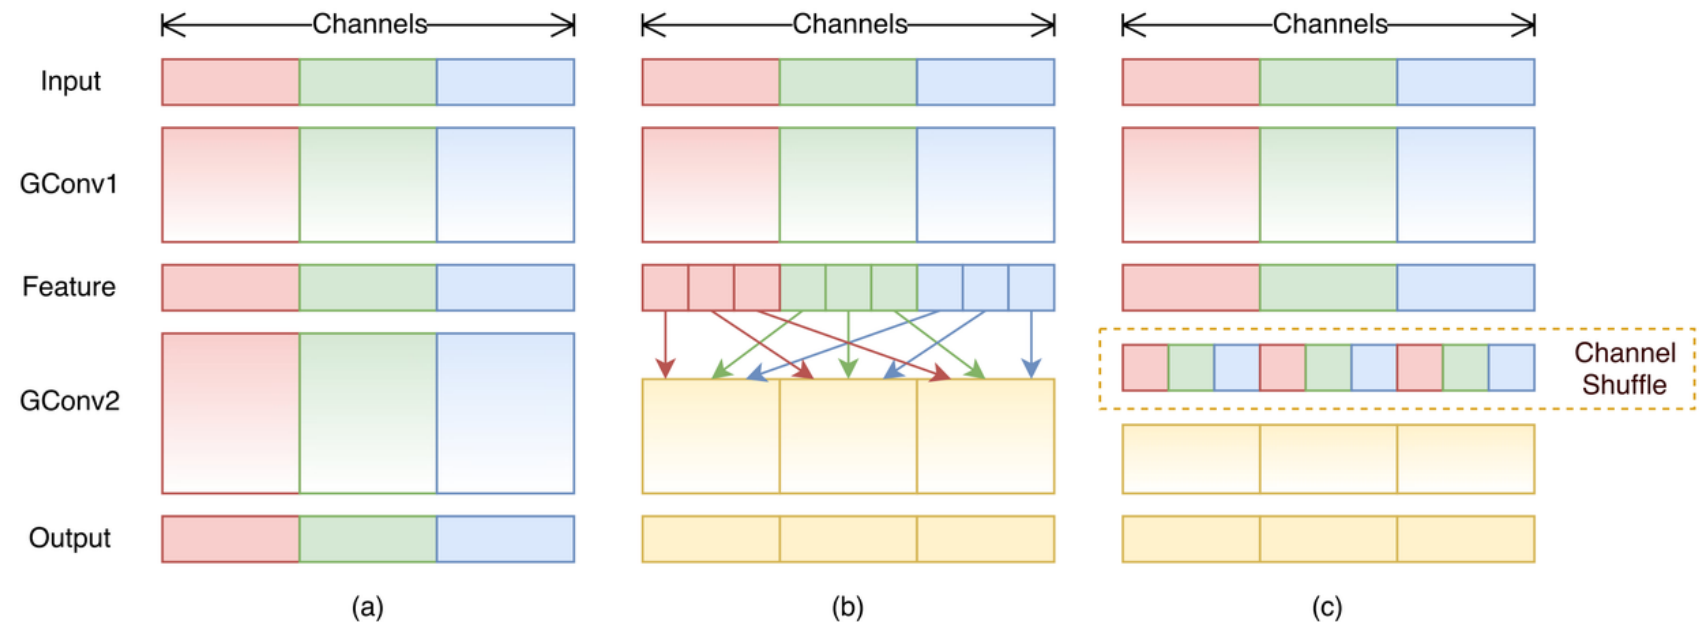 Channels
Channels
Channels
Input
GConv1
Feature
GConv2
Channel
Shuffle
Output
(a)
(b)
(c)